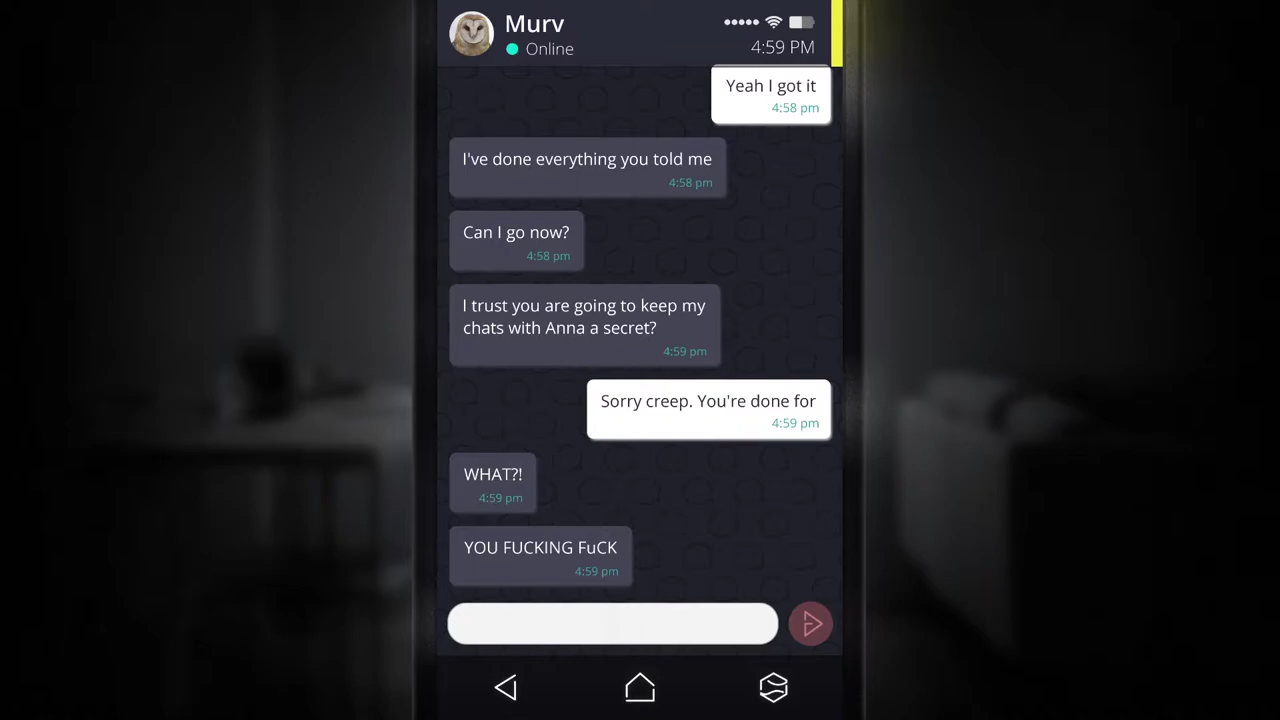 Murv
Online
4:59 PM
Yeah I got it
4:58 pm
I've done everything you told me
4:58 pm
Can I go now?
4:58 pm
I trust you are going to keep my
chats with Anna a secret?
4:59 pm
Sorry creep. You're done for
4:59 pm
WHAT?!
4:59 pm
YOU FUCKING FuCK
4:59 pm